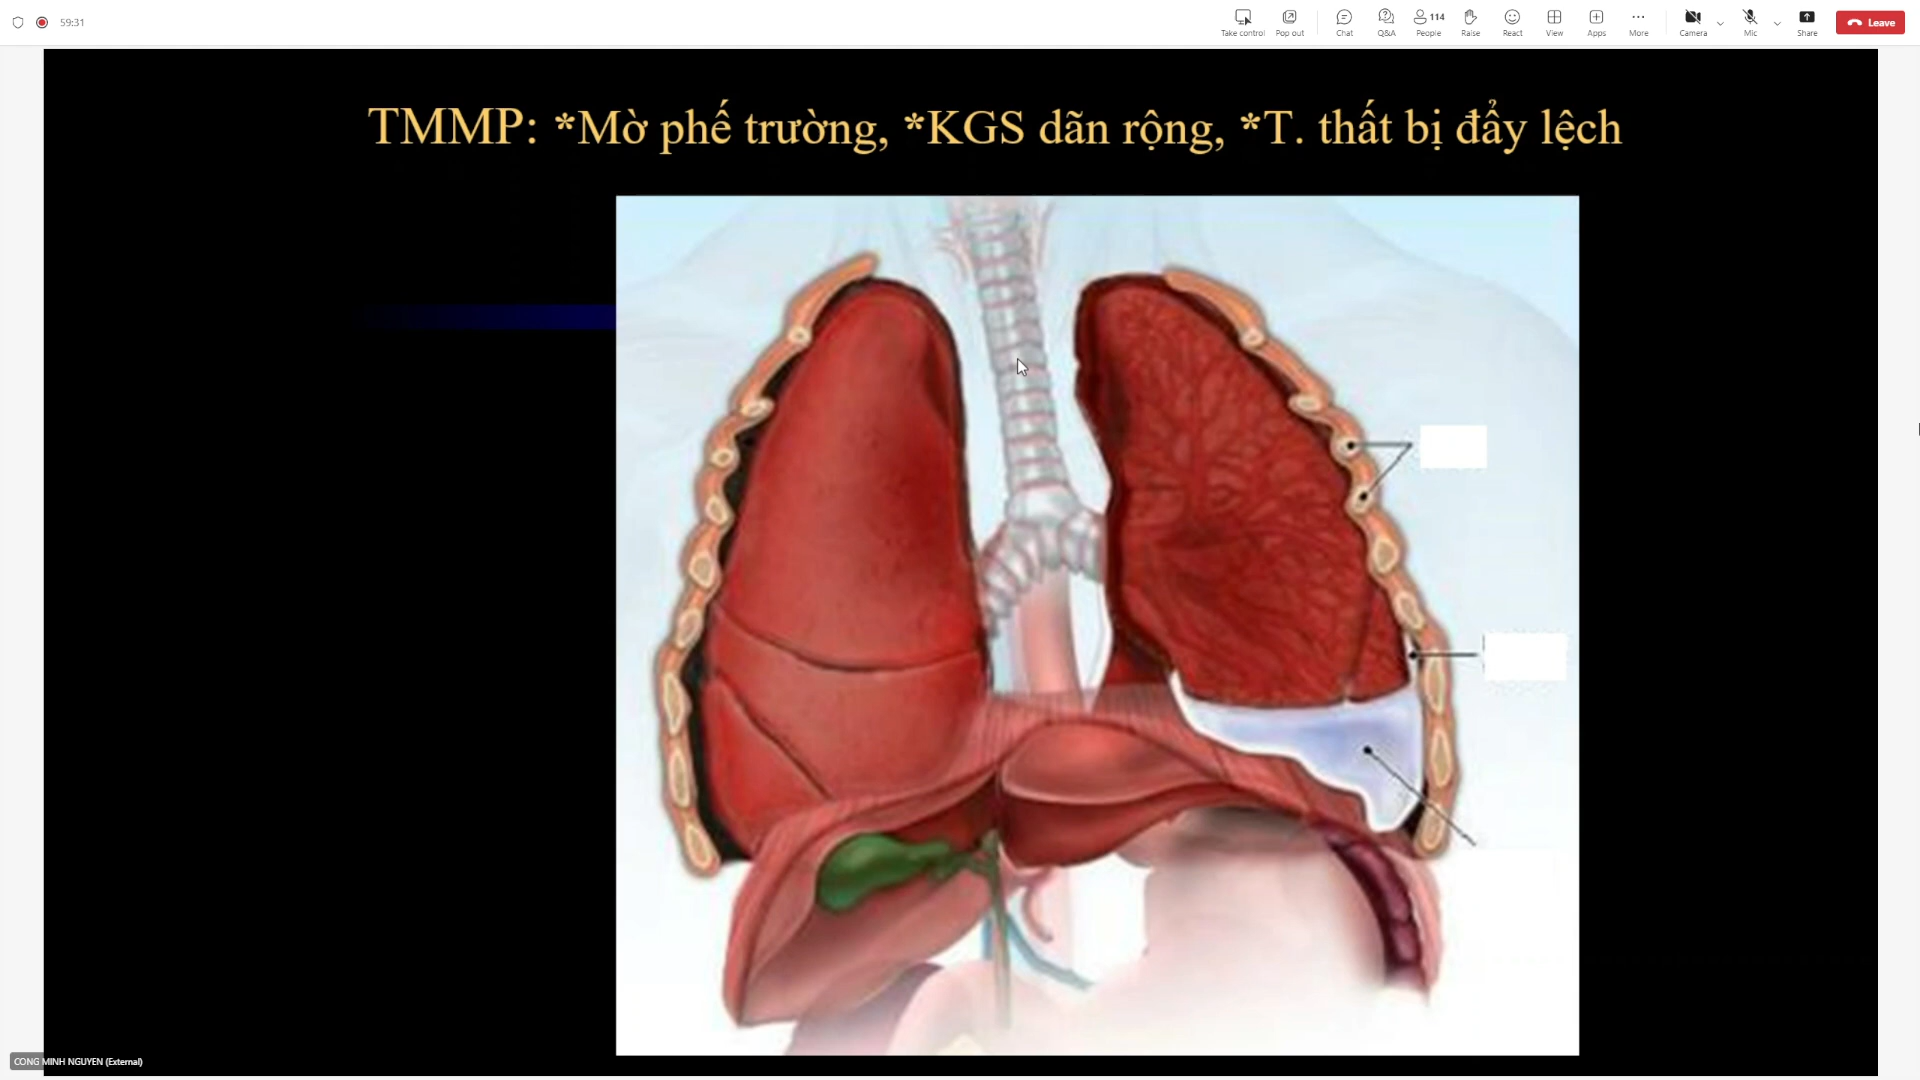 59:31
Take control
Pop out
Chat
Q&A
114
People
Raise
React
View
Apps
More
Camera
Mic
Share
Leave
TMMP: *Mờ phế trường, *KGS dãn rộng, *T. thất bị đẩy lệch
CONG MINH NGUYEN (External)